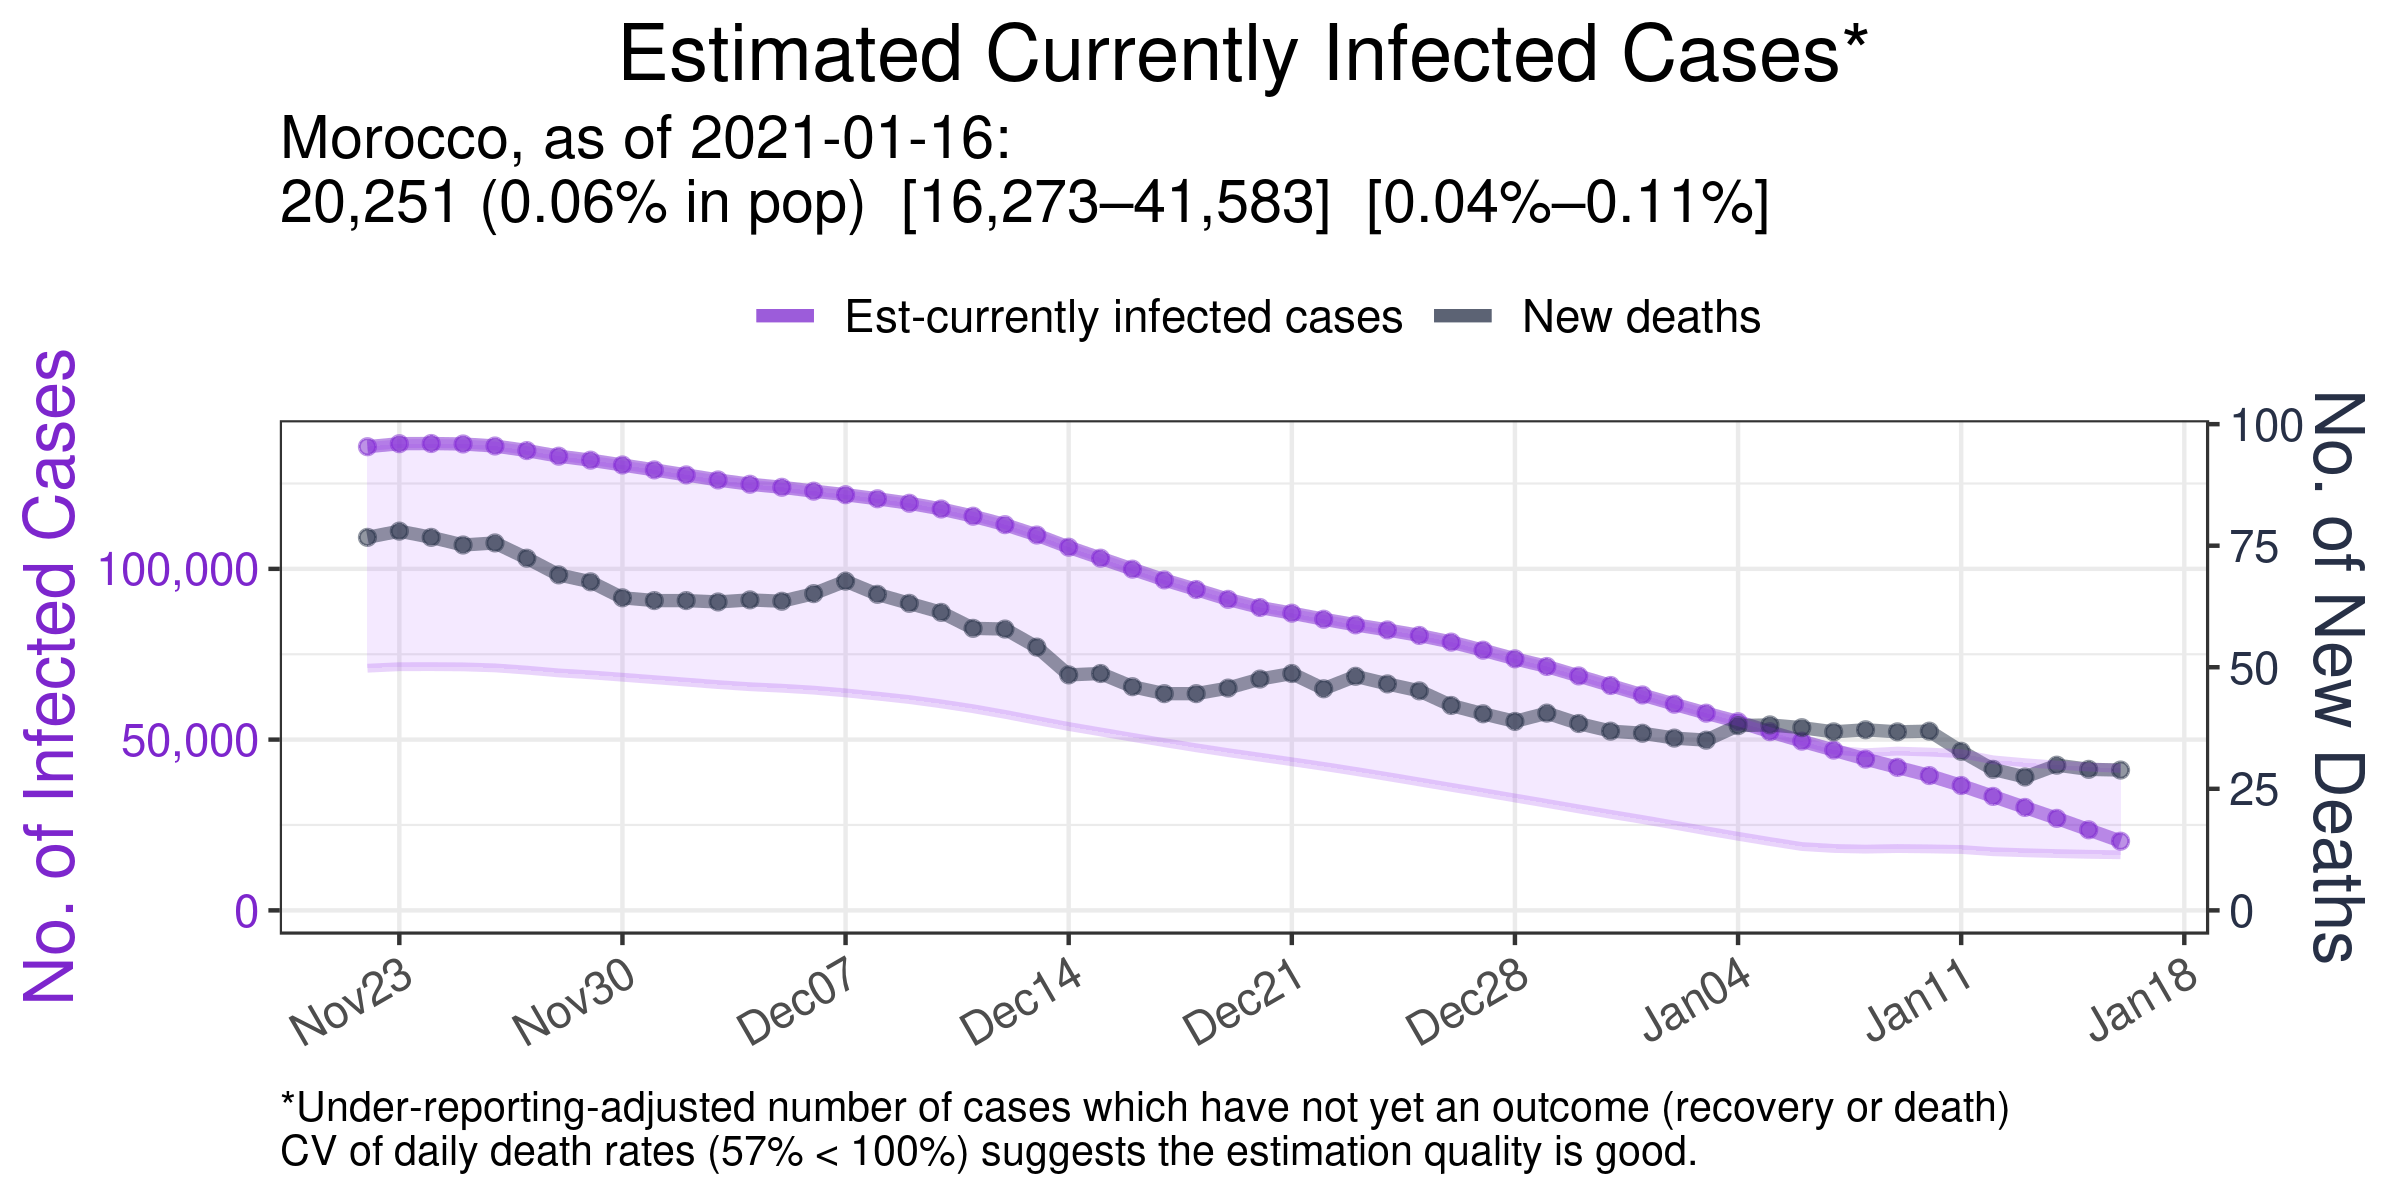 Estimated Currently Infected Cases*
Morocco, as of 2021-01-16:
20,251 (0.06% in pop)  [16,273–41,583]  [0.04%–0.11%]
Est-currently infected cases
New deaths
No. of Infected Cases
100,000
50,000
0
100
75
50
25
0
No. of New Deaths
Nov23
Nov30
Dec07
Dec14
Dec21
Dec28
Jan04
Jan11
Jan18
*Under-reporting-adjusted number of cases which have not yet an outcome (recovery or death)
CV of daily death rates (57% < 100%) suggests the estimation quality is good.